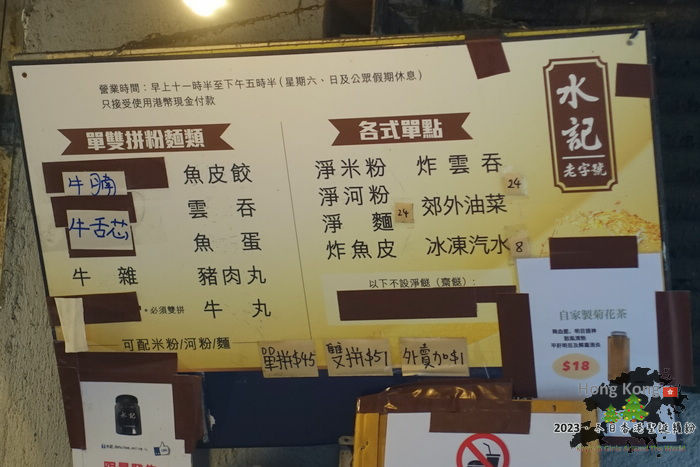 營業時間：早上十一時半至下午五時半(星期六、日及公眾假期休息)
只接受使用港幣現金付款
水記
老字號
單雙拼粉麵類
牛腩
魚皮餃
雲吞
牛舌芯
魚蛋
牛雜
豬肉丸
*必須雙拼
牛丸
可配米粉/河粉/麵
各式單點
淨米粉
炸雲吞
淨河粉
24
淨麵
24
郊外油菜
炸魚皮
冰凍汽水
8
以下不設淨餸（齋餸）：
單拼$45
雙拼$51
外賣加$1
自家製菊花茶
$18
水記
Hong Kong
2023